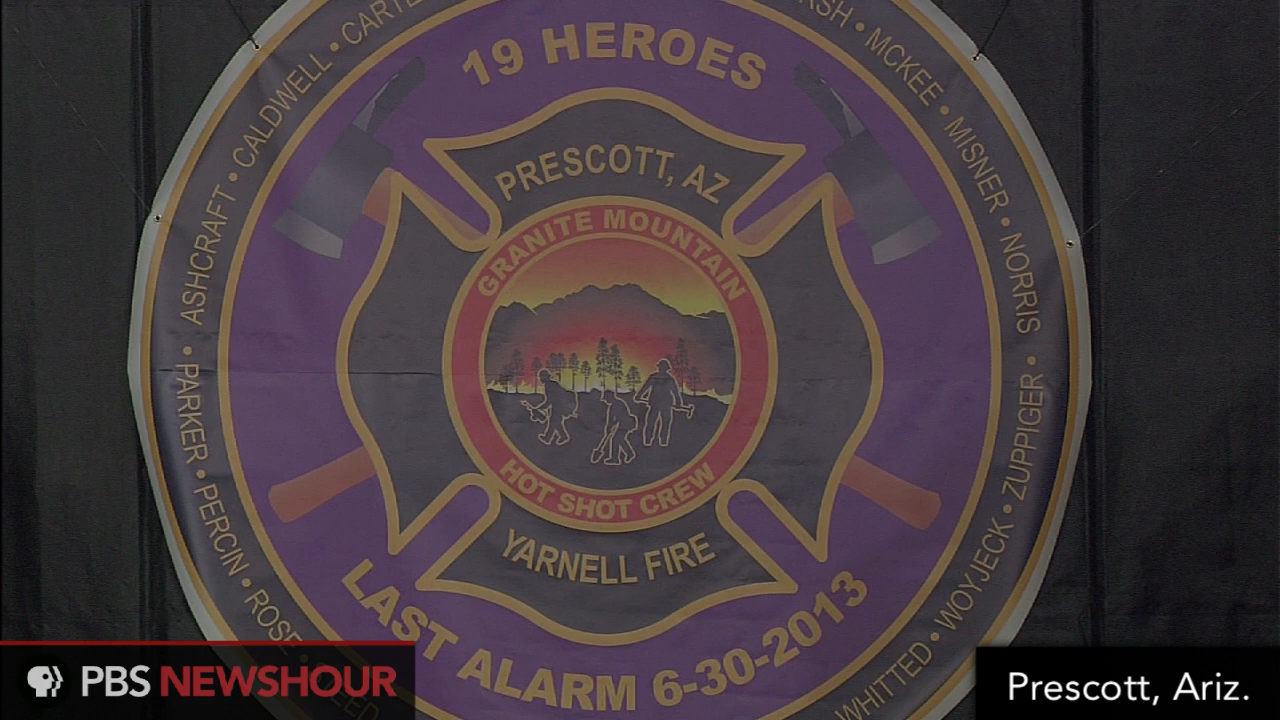 19 HEROES
PRESCOTT, AZ
GRANITE MOUNTAIN
HOT SHOT CREW
YARNELL FIRE
LAST ALARM 6-30-2013
ASHCRAFT • CALDWELL •
MCKEE • MISNER • NORRIS • ZUPPIGER • WOYJECK • WHITTED
• PARKER • PERCIN •
PBS NEWSHOUR
Prescott, Ariz.